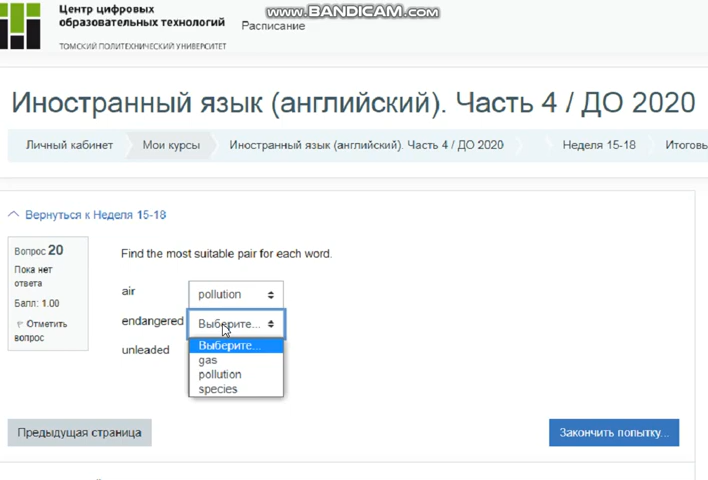 Центр цифровых
образовательных технологий
ТОМСКИЙ ПОЛИТЕХНИЧЕСКИЙ УНИВЕРСИТЕТ
www.BANDICAM.com
Расписание
Иностранный язык (английский). Часть 4 / ДО 2020
Личный кабинет Мои курсы Иностранный язык (английский). Часть 4 / ДО 2020 Неделя 15-18 Итоговы
Вернуться к Неделя 15-18
Вопрос 20
Пока нет
ответа
Балл: 1.00
Отметить
вопрос
Find the most suitable pair for each word.
air pollution
endangered Выберите...
unleaded
Выберите...
gas
pollution
species
Предыдущая страница
Закончить попытку...